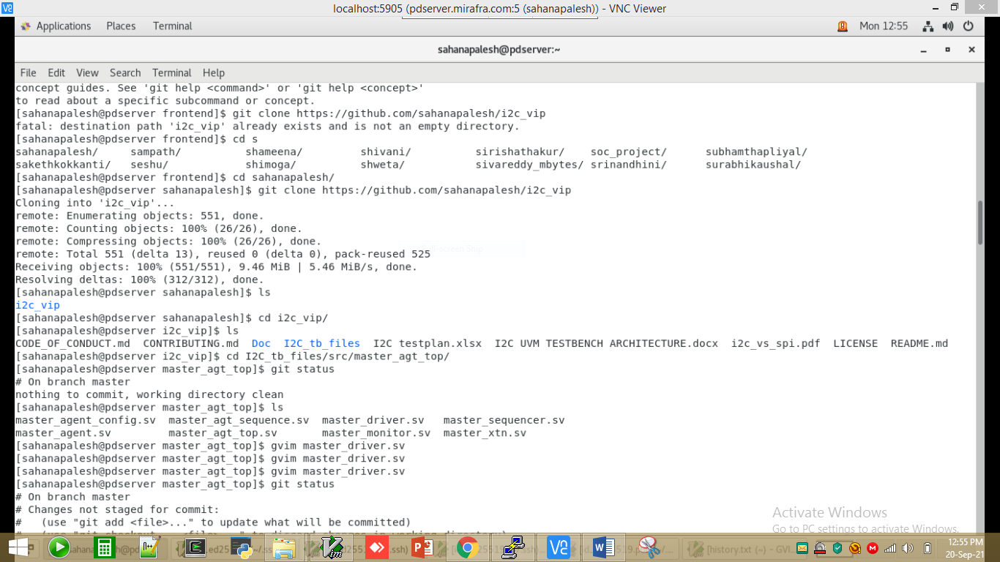 localhost:5905 (pdserver.mirafra.com:5 (sahanapalesh)) - VNC Viewer
Applications Places Terminal Mon 12:55
sahanapalesh@pdserver:~
File Edit View Search Terminal Help
concept guides. See 'git help <command>' or 'git help <concept>'
to read about a specific subcommand or concept.
[sahanapalesh@pdserver frontend]$ git clone https://github.com/sahanapalesh/i2c_vip
fatal: destination path 'i2c_vip' already exists and is not an empty directory.
[sahanapalesh@pdserver frontend]$ cd s
sahanapalesh/ sampath/ shameena/ shivani/ sirishathakur/ soc_project/ subhamthapliyal/
sakethkokkanti/ seshu/ shimoga/ shweta/ sivareddy_mbytes/ srinandhini/ surabhikaushal/
[sahanapalesh@pdserver frontend]$ cd sahanapalesh/
[sahanapalesh@pdserver sahanapalesh]$ git clone https://github.com/sahanapalesh/i2c_vip
Cloning into 'i2c_vip'...
remote: Enumerating objects: 551, done.
remote: Counting objects: 100% (26/26), done.
remote: Compressing objects: 100% (26/26), done.
remote: Total 551 (delta 13), reused 0 (delta 0), pack-reused 525
Receiving objects: 100% (551/551), 9.46 MiB | 5.46 MiB/s, done.
Resolving deltas: 100% (312/312), done.
[sahanapalesh@pdserver sahanapalesh]$ ls
i2c_vip
[sahanapalesh@pdserver sahanapalesh]$ cd i2c_vip/
[sahanapalesh@pdserver i2c_vip]$ ls
CODE_OF_CONDUCT.md CONTRIBUTING.md Doc I2C_tb_files I2C testplan.xlsx I2C UVM TESTBENCH ARCHITECTURE.docx i2c_vs_spi.pdf LICENSE README.md
[sahanapalesh@pdserver i2c_vip]$ cd I2C_tb_files/src/master_agt_top/
[sahanapalesh@pdserver master_agt_top]$ git status
# On branch master
nothing to commit, working directory clean
[sahanapalesh@pdserver master_agt_top]$ ls
master_agent_config.sv master_agt_sequence.sv master_driver.sv master_sequencer.sv
master_agent.sv master_agt_top.sv master_monitor.sv master_xtn.sv
[sahanapalesh@pdserver master_agt_top]$ gvim master_driver.sv
[sahanapalesh@pdserver master_agt_top]$ gvim master_driver.sv
[sahanapalesh@pdserver master_agt_top]$ gvim master_driver.sv
[sahanapalesh@pdserver master_agt_top]$ git status
# On branch master
# Changes not staged for commit:
# (use "git add <file>..." to update what will be committed)
Activate Windows
Go to PC settings to activate Windows.
12:55 PM
20-Sep-21